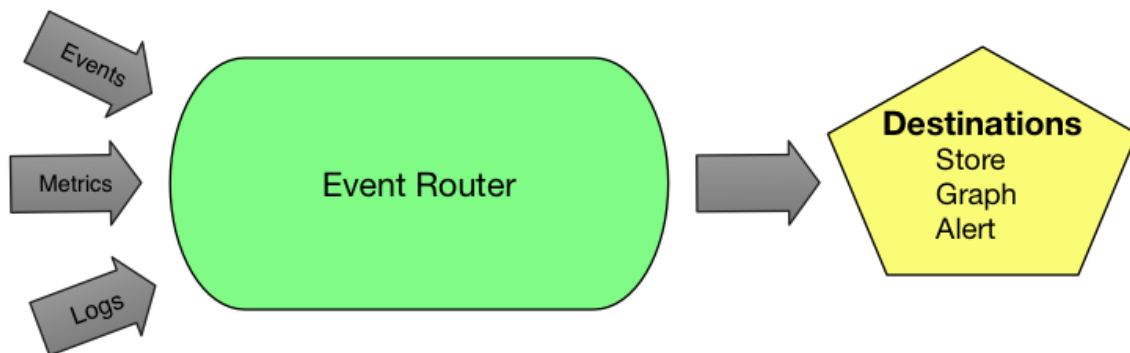 Events
Metrics
Logs
Event Router
Destinations
Store
Graph
Alert